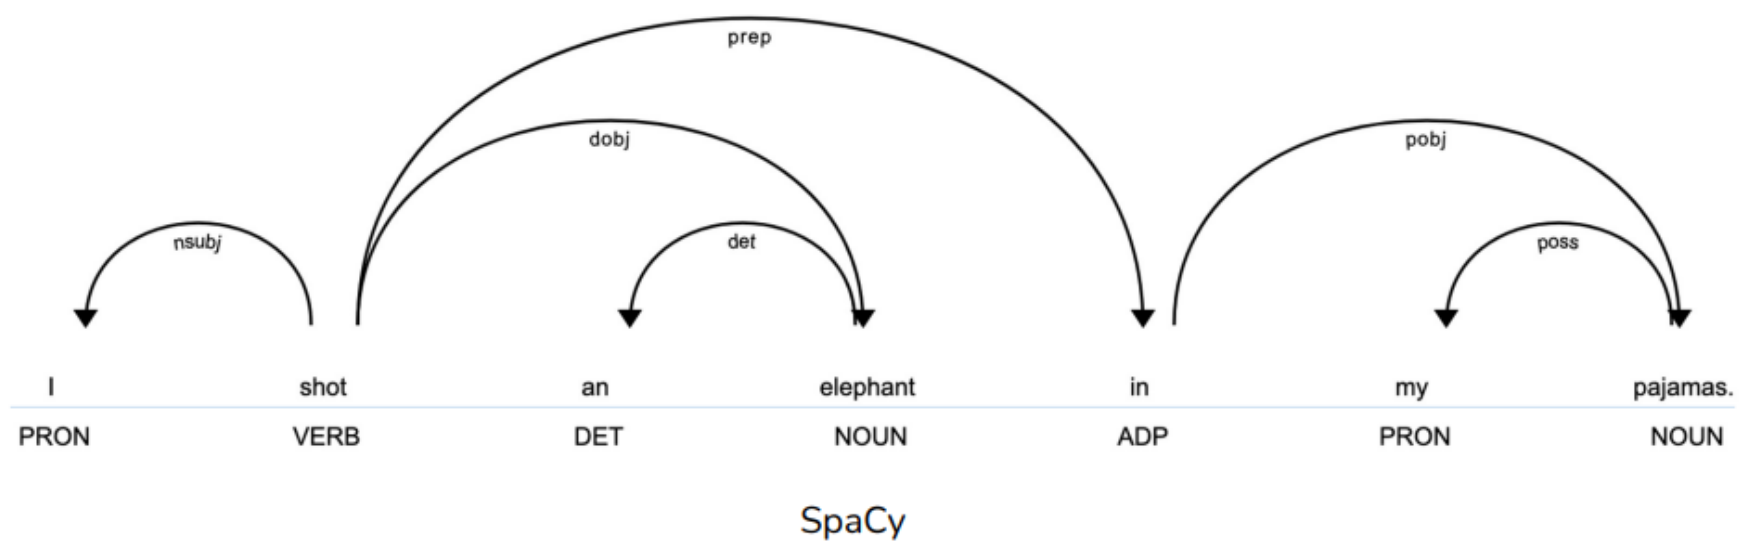 prep
dobj pobj
nsubj det poss
I shot an elephant in my pajamas.
PRON VERB DET NOUN ADP PRON NOUN
SpaCy